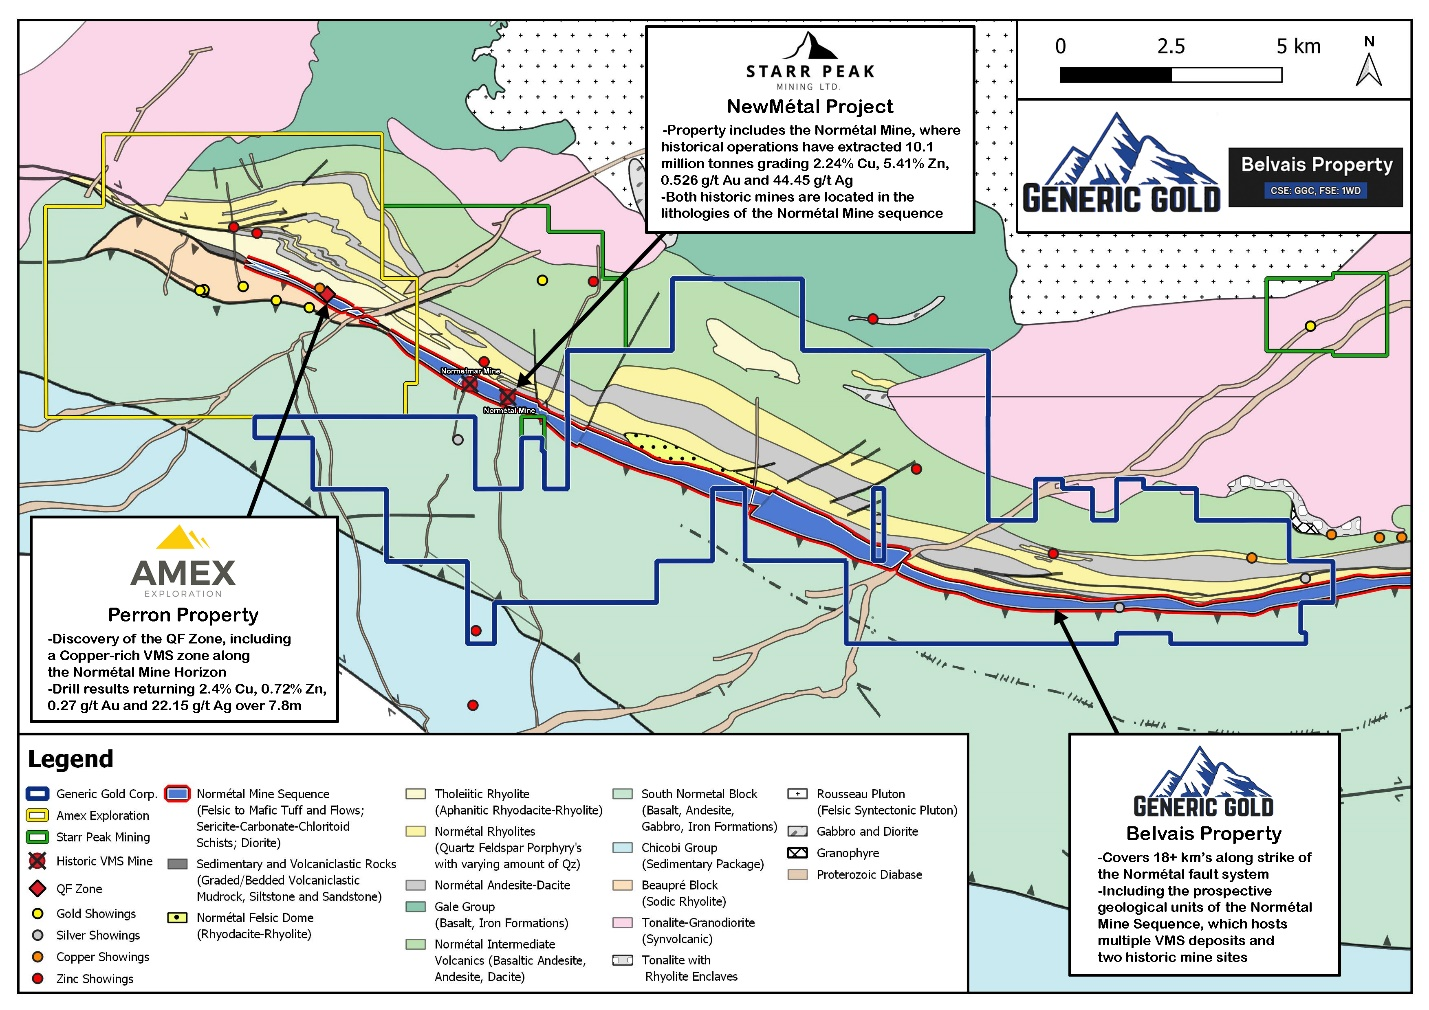 STARR PEAK
MINING LTD.
NewMétal Project
-Property includes the Normétal Mine, where
historical operations have extracted 10.1
million tonnes grading 2.24% Cu, 5.41% Zn,
0.526 g/t Au and 44.45 g/t Ag
-Both historic mines are located in the
lithologies of the Normétal Mine sequence
0 2.5 5 km
N
GENERIC GOLD
Belvais Property
CSE: GGC, FSE: 1WD
Normetmar Mine
Normetal Mine
AMEX
EXPLORATION
Perron Property
-Discovery of the QF Zone, including
a Copper-rich VMS zone along
the Normétal Mine Horizon
-Drill results returning 2.4% Cu, 0.72% Zn,
0.27 g/t Au and 22.15 g/t Ag over 7.8m
GENERIC GOLD
Belvais Property
-Covers 18+ km's along strike of
the Normétal fault system
-Including the prospective
geological units of the Normétal
Mine Sequence, which hosts
multiple VMS deposits and
two historic mine sites
Legend
Generic Gold Corp.
Amex Exploration
Starr Peak Mining
Historic VMS Mine
QF Zone
Gold Showings
Silver Showings
Copper Showings
Zinc Showings
Normétal Mine Sequence
(Felsic to Mafic Tuff and Flows;
Sericite-Carbonate-Chloritoid
Schists; Diorite)
Sedimentary and Volcaniclastic Rocks
(Graded/Bedded Volcaniclastic
Mudrock, Siltstone and Sandstone)
Normétal Felsic Dome
(Rhyodacite-Rhyolite)
Tholeiitic Rhyolite
(Aphanitic Rhyodacite-Rhyolite)
Normétal Rhyolites
(Quartz Feldspar Porphyry's
with varying amount of Qz)
Normétal Andesite-Dacite
Gale Group
(Basalt, Iron Formations)
Normétal Intermediate
Volcanics (Basaltic Andesite,
Andesite, Dacite)
South Normetal Block
(Basalt, Andesite,
Gabbro, Iron Formations)
Chicobi Group
(Sedimentary Package)
Beaupré Block
(Sodic Rhyolite)
Tonalite-Granodiorite
(Synvolcanic)
Tonalite with
Rhyolite Enclaves
Rousseau Pluton
(Felsic Syntectonic Pluton)
Gabbro and Diorite
Granophyre
Proterozoic Diabase